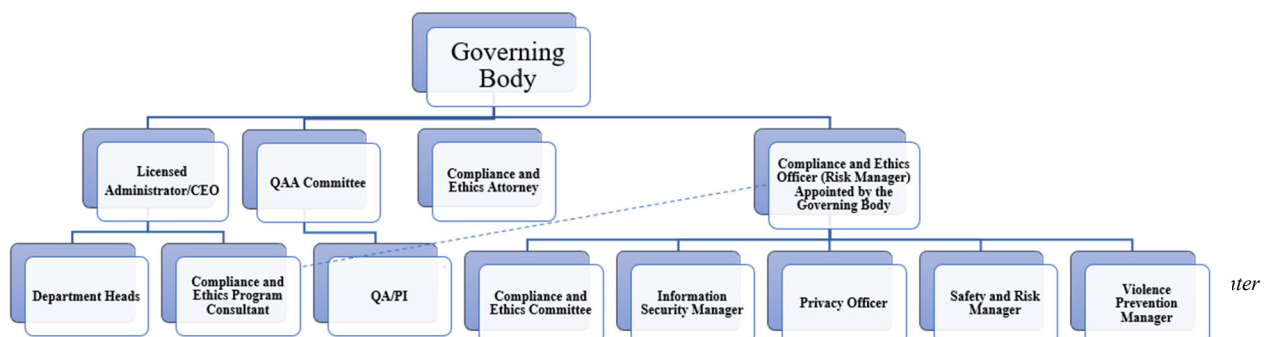 Governing
Body
Licensed
Administrator/CEO
QAA Committee
Compliance and
Ethics Attorney
Compliance and Ethics
Officer (Risk Manager)
Appointed by the
Governing Body
Department Heads
Compliance and
Ethics Program
Consultant
QA/PI
Compliance and
Ethics Committee
Information
Security Manager
Privacy Officer
Safety and Risk
Manager
Violence
Prevention
Manager